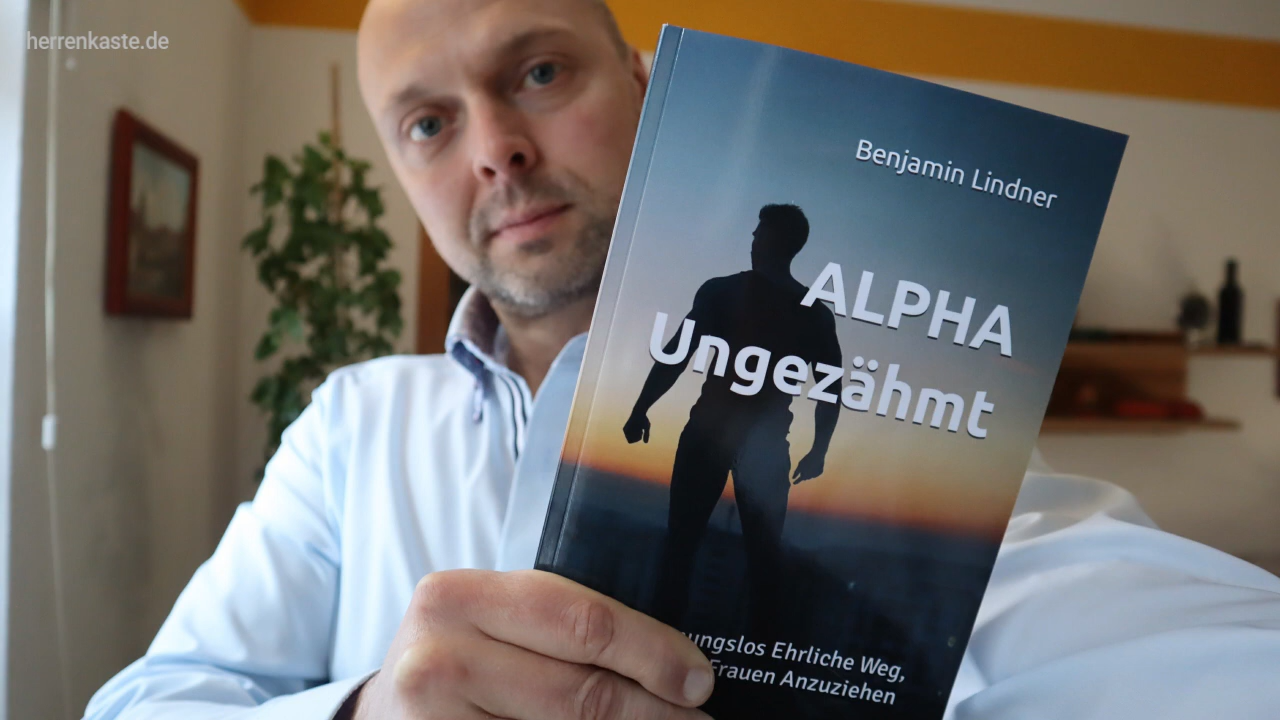 herrenkaste.de
Benjamin Lindner
ALPHA
Ungezähmt
Ehrliche Weg,
Frauen Anzuziehen